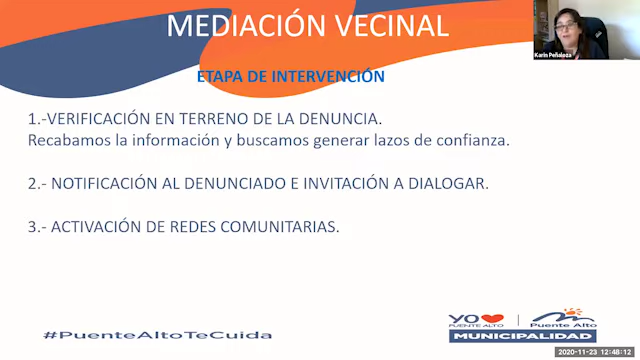 MEDIACIÓN VECINAL
Karin Peñaloza
ETAPA DE INTERVENCIÓN
1.-VERIFICACIÓN EN TERRENO DE LA DENUNCIA.
Recabamos la información y buscamos generar lazos de confianza.
2.- NOTIFICACIÓN AL DENUNCIADO E INVITACIÓN A DIALOGAR.
3.- ACTIVACIÓN DE REDES COMUNITARIAS.
#PuenteAltoTeCuida
YO
PUENTE ALTO
Puente Alto
MUNICIPALIDAD
2020-11-23 12:48:12